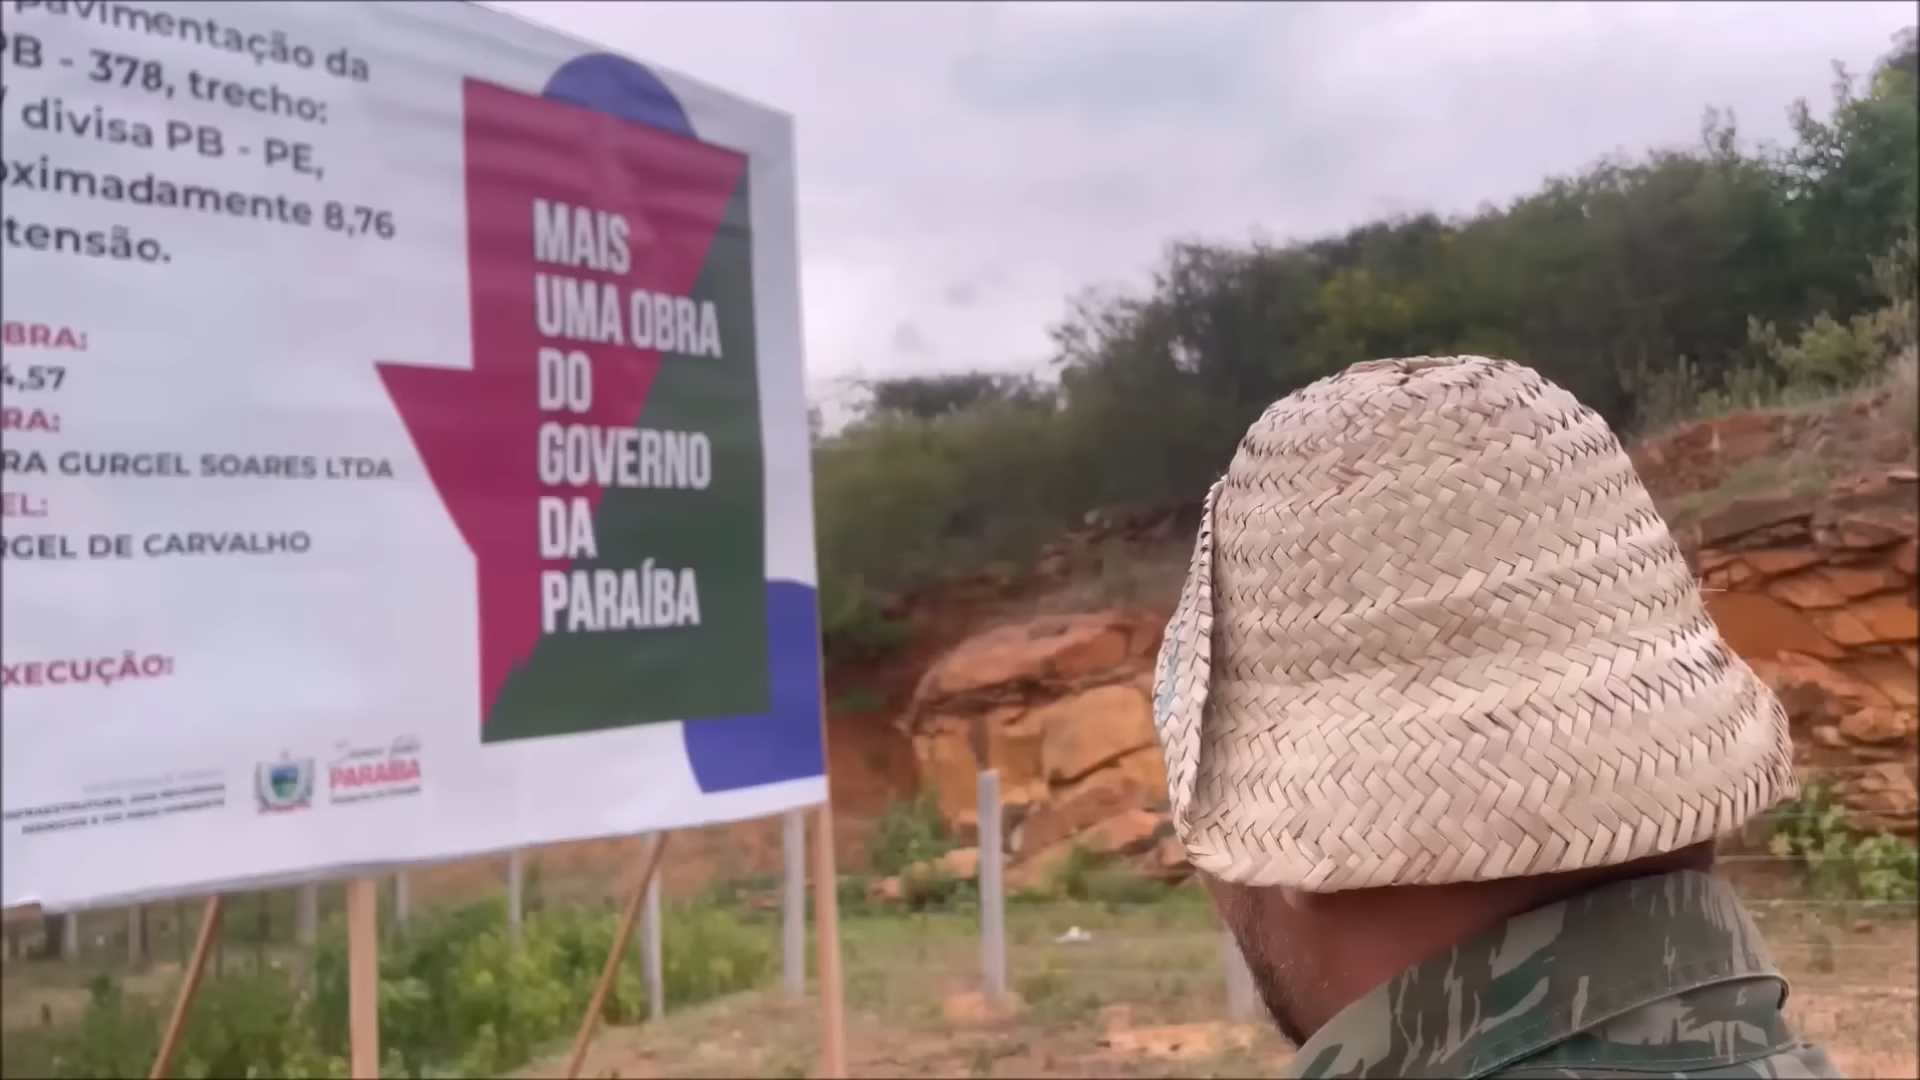 pavimentação da
PB - 378, trecho:
/ divisa PB - PE,
oximadamente 8,76
tensão.
BRA:
4,57
RA:
RA GURGEL SOARES LTDA
EL:
RGEL DE CARVALHO
XECUÇÃO:
MAIS
UMA OBRA
DO
GOVERNO
DA
PARAÍBA
PARAÍBA